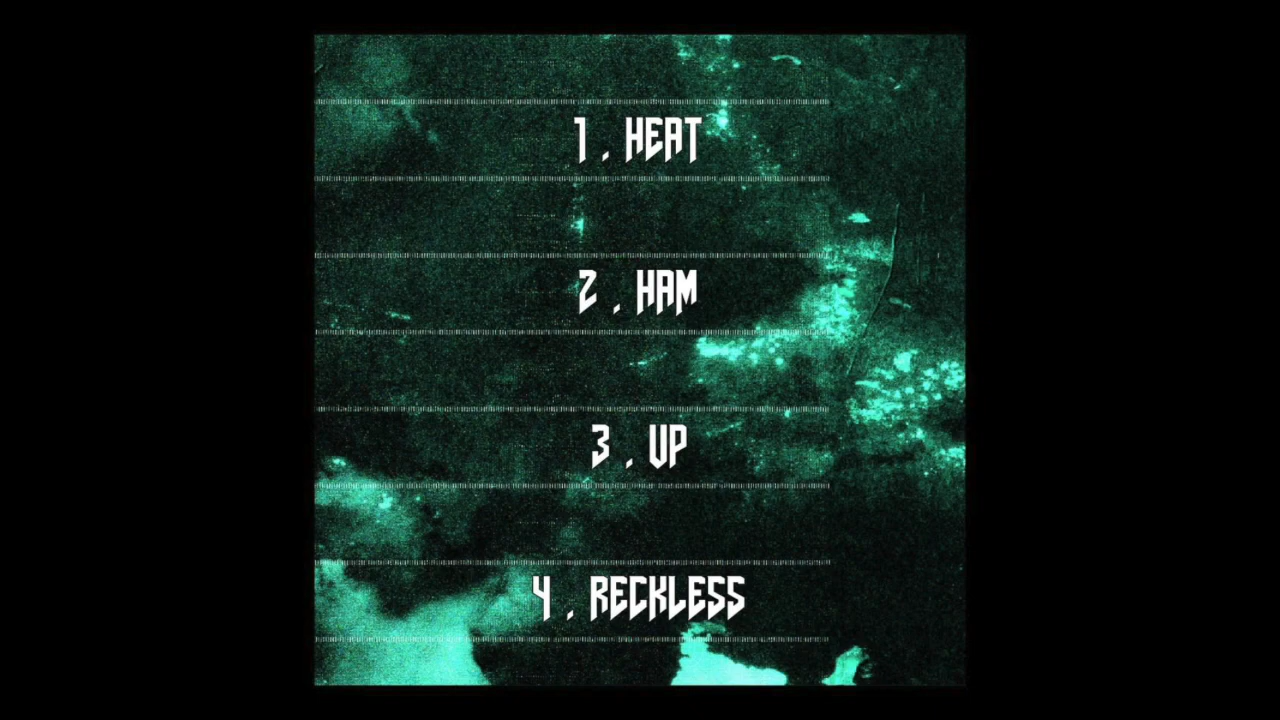 1 . HEAT
2 . HAM
3 . UP
4 . RECKLESS